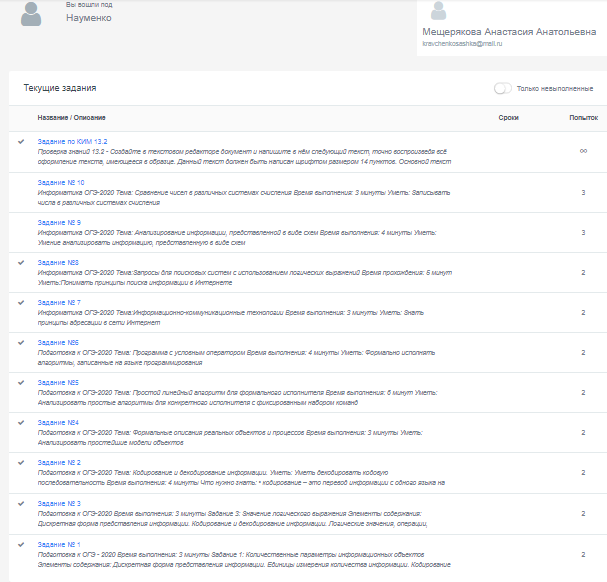 Вы вошли под
Науменко
Мещерякова Анастасия Анатольевна
kravchenkosashka@mail.ru
Текущие задания
Только невыполненные
Название / Описание Сроки Попыток
Задание по КИМ 13.2
Проверка знаний 13.2 - Создайте в текстовом редакторе документ и напишите в нём следующий текст, точно воспроизведя всё ∞
оформление текста, имеющееся в образце. Данный текст должен быть написан шрифтом размером 14 пунктов. Основной текст
Задание № 10
Информатика ОГЭ-2020 Тема: Сравнение чисел в различных системах счисления Время выполнения: 3 минуты Уметь: Записывать 3
числа в различных системах счисления
Задание № 9
Информатика ОГЭ-2020 Тема: Анализирование информации, представленной в виде схем Время выполнения: 4 минуты Уметь: 3
Умение анализировать информацию, представленную в виде схем
Задание №8
Информатика ОГЭ-2020 Тема:Запросы для поисковых систем с использованием логических выражений Время прохождения: 5 минут 2
Уметь:Понимать принципы поиска информации в Интернете
Задание № 7
Информатика ОГЭ-2020 Тема:Информационно-коммуникационные технологии Время выполнения: 3 минуты Уметь: Знать 2
принципы адресации в сети Интернет
Задание №6
Подготовка к ОГЭ-2020 Тема: Программа с условным оператором Время выполнения: 4 минуты Уметь: Формально исполнять 2
алгоритмы, записанные на языке программирования
Задание №5
Подготовка к ОГЭ-2020 Тема: Простой линейный алгоритм для формального исполнителя Время выполнения: 6 минут Уметь: 2
Анализировать простые алгоритмы для конкретного исполнителя с фиксированным набором команд
Задание №4
Подготовка к ОГЭ-2020 Тема: Формальные описания реальных объектов и процессов Время выполнения: 3 минуты Уметь: 2
Анализировать простейшие модели объектов
Задание № 2
Подготовка к ОГЭ-2020 Тема: Кодирование и декодирование информации. Уметь: Уметь декодировать кодовую 2
последовательность Время выполнения: 4 минуты Что нужно знать: • кодирование – это перевод информации с одного языка на
Задание № 3
Подготовка к ОГЭ-2020 Время выполнения: 3 минуты Задание 3: Значение логического выражения Элементы содержания: 2
Дискретная форма представления информации. Кодирование и декодирование информации. Логические значения, операции,
Задание № 1
Подготовка к ОГЭ - 2020 Время выполнения: 3 минуты Задание 1: Количественные параметры информационных объектов 2
Элементы содержания: Дискретная форма представления информации. Единицы измерения количества информации. Кодирование